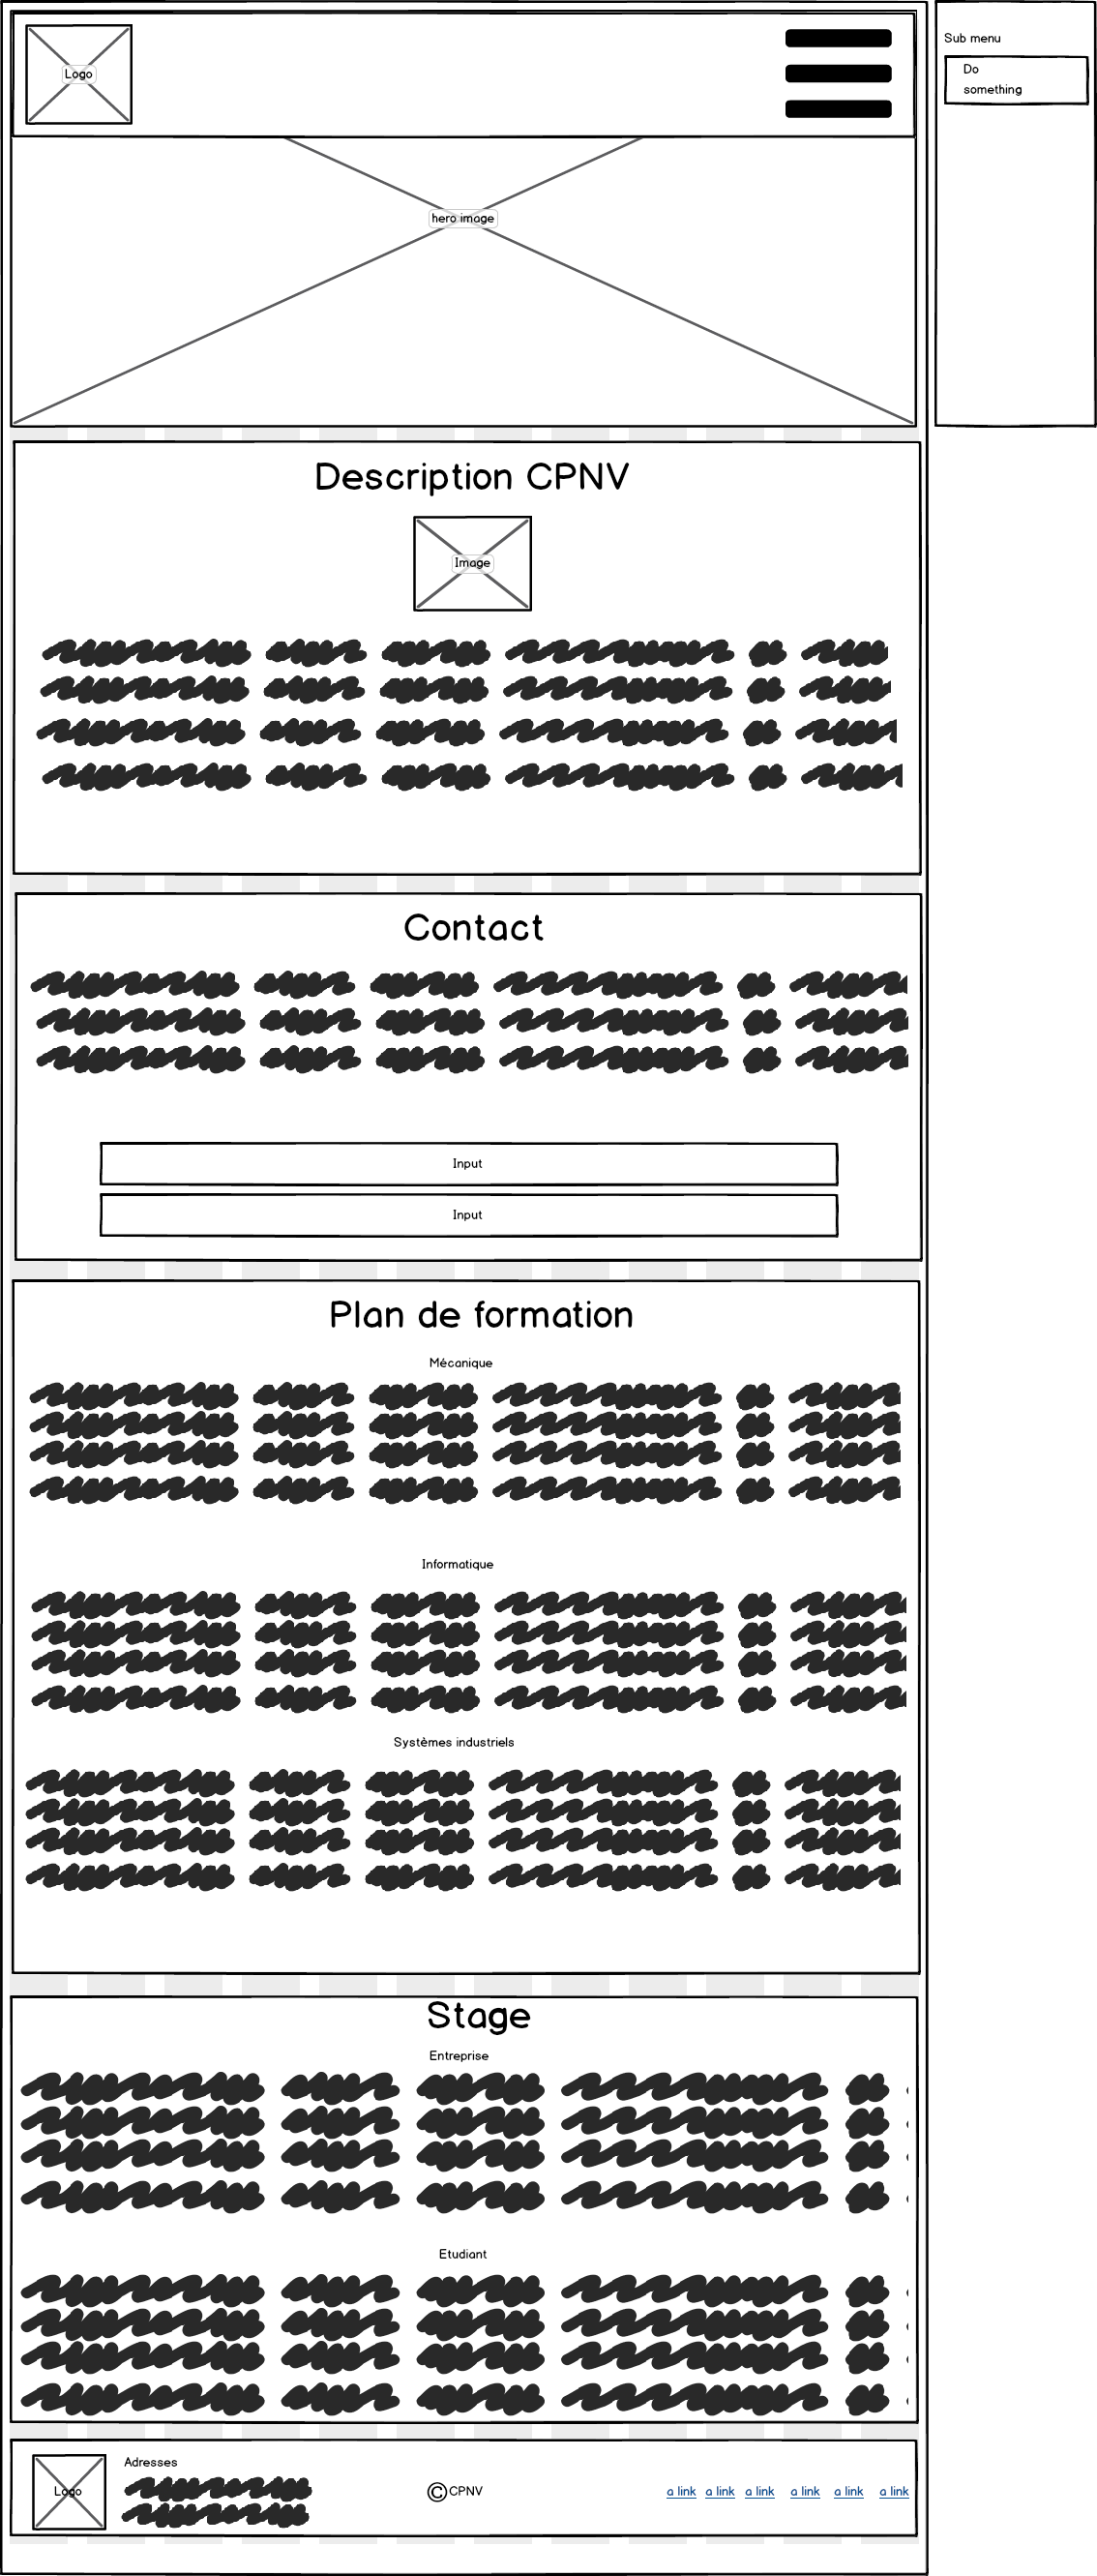 Logo
Sub menu
Do
something
hero image
Description CPNV
Image
Contact
Input
Input
Plan de formation
Mécanique
Informatique
Systèmes industriels
Stage
Entreprise
Etudiant
Logo
Adresses
© CPNV
a link a link a link a link a link a link